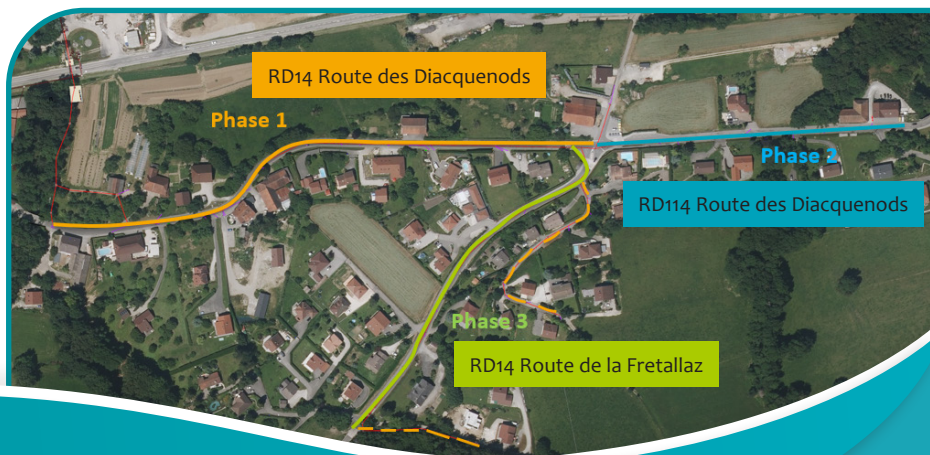 RD14 Route des Diacquenods
Phase 1
Phase 2
RD114 Route des Diacquenods
Phase 3
RD14 Route de la Fretallaz